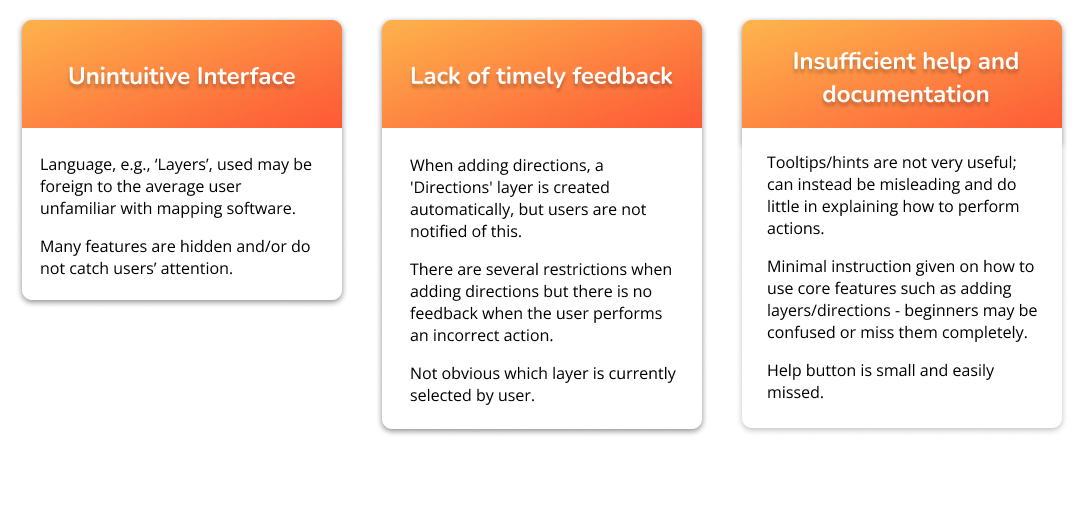 Unintuitive Interface
Language, e.g., ‘Layers’, used may be
foreign to the average user
unfamiliar with mapping software.
Many features are hidden and/or do
not catch users’ attention.
Lack of timely feedback
When adding directions, a
'Directions' layer is created
automatically, but users are not
notified of this.
There are several restrictions when
adding directions but there is no
feedback when the user performs
an incorrect action.
Not obvious which layer is currently
selected by user.
Insufficient help and
documentation
Tooltips/hints are not very useful;
can instead be misleading and do
little in explaining how to perform
actions.
Minimal instruction given on how to
use core features such as adding
layers/directions - beginners may be
confused or miss them completely.
Help button is small and easily
missed.